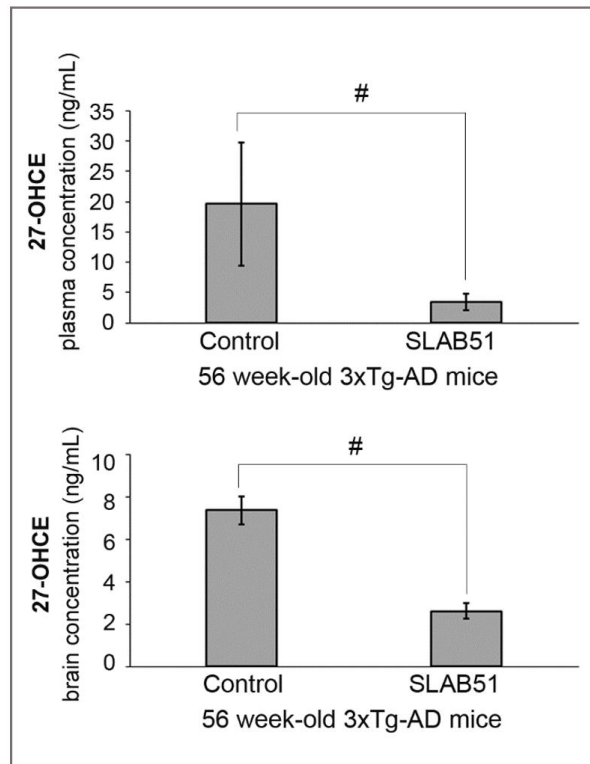 #
27-OHCE
plasma concentration (ng/mL)
35
30
25
20
15
10
5
0
Control SLAB51
56 week-old 3xTg-AD mice
#
27-OHCE
brain concentration (ng/mL)
10
8
6
4
2
0
Control SLAB51
56 week-old 3xTg-AD mice